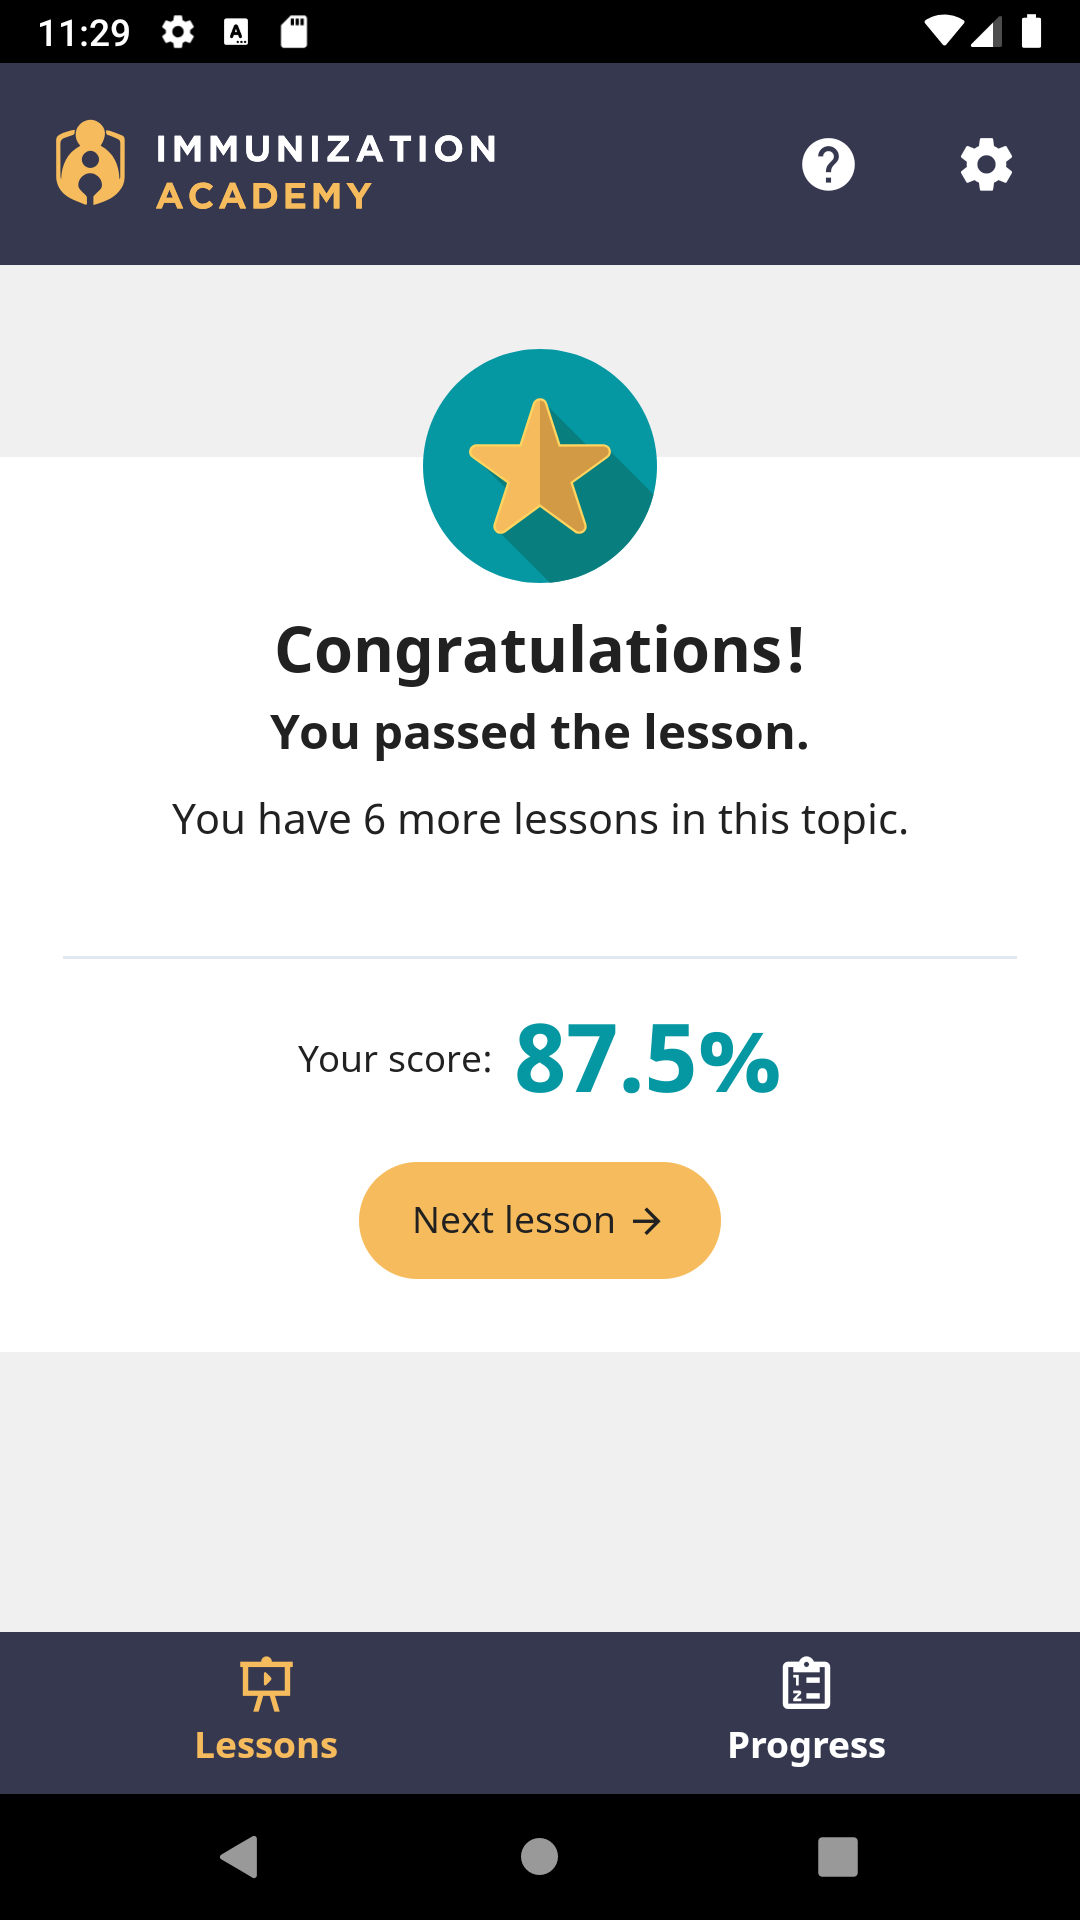 11:29
IMMUNIZATION
ACADEMY
Congratulations!
You passed the lesson.
You have 6 more lessons in this topic.
Your score: 87.5%
Next lesson →
Lessons
Progress